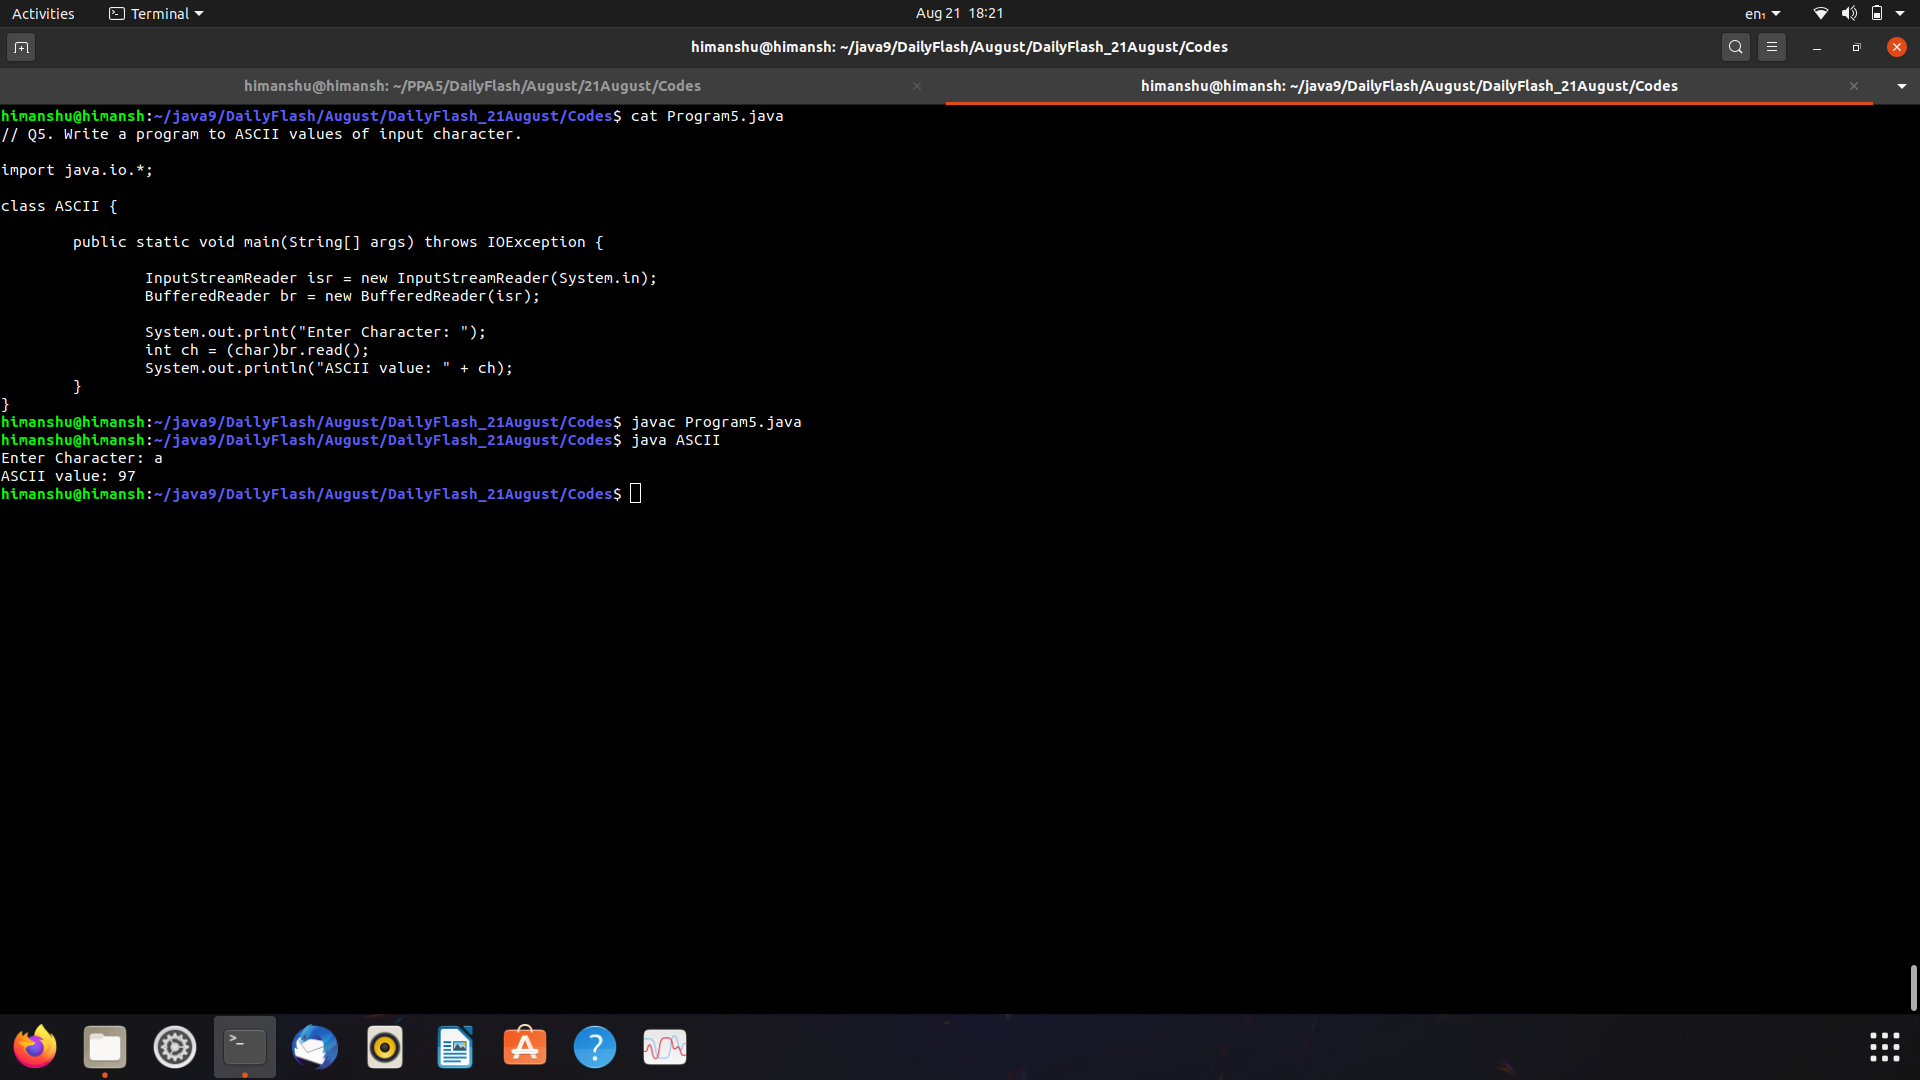 Activities Terminal Aug 21 18:21 en₁
himanshu@himansh: ~/java9/DailyFlash/August/DailyFlash_21August/Codes
himanshu@himansh: ~/PPA5/DailyFlash/August/21August/Codes himanshu@himansh: ~/java9/DailyFlash/August/DailyFlash_21August/Codes
himanshu@himansh:~/java9/DailyFlash/August/DailyFlash_21August/Codes$ cat Program5.java
// Q5. Write a program to ASCII values of input character.
import java.io.*;
class ASCII {
public static void main(String[] args) throws IOException {
InputStreamReader isr = new InputStreamReader(System.in);
BufferedReader br = new BufferedReader(isr);
System.out.print("Enter Character: ");
int ch = (char)br.read();
System.out.println("ASCII value: " + ch);
}
}
himanshu@himansh:~/java9/DailyFlash/August/DailyFlash_21August/Codes$ javac Program5.java
himanshu@himansh:~/java9/DailyFlash/August/DailyFlash_21August/Codes$ java ASCII
Enter Character: a
ASCII value: 97
himanshu@himansh:~/java9/DailyFlash/August/DailyFlash_21August/Codes$